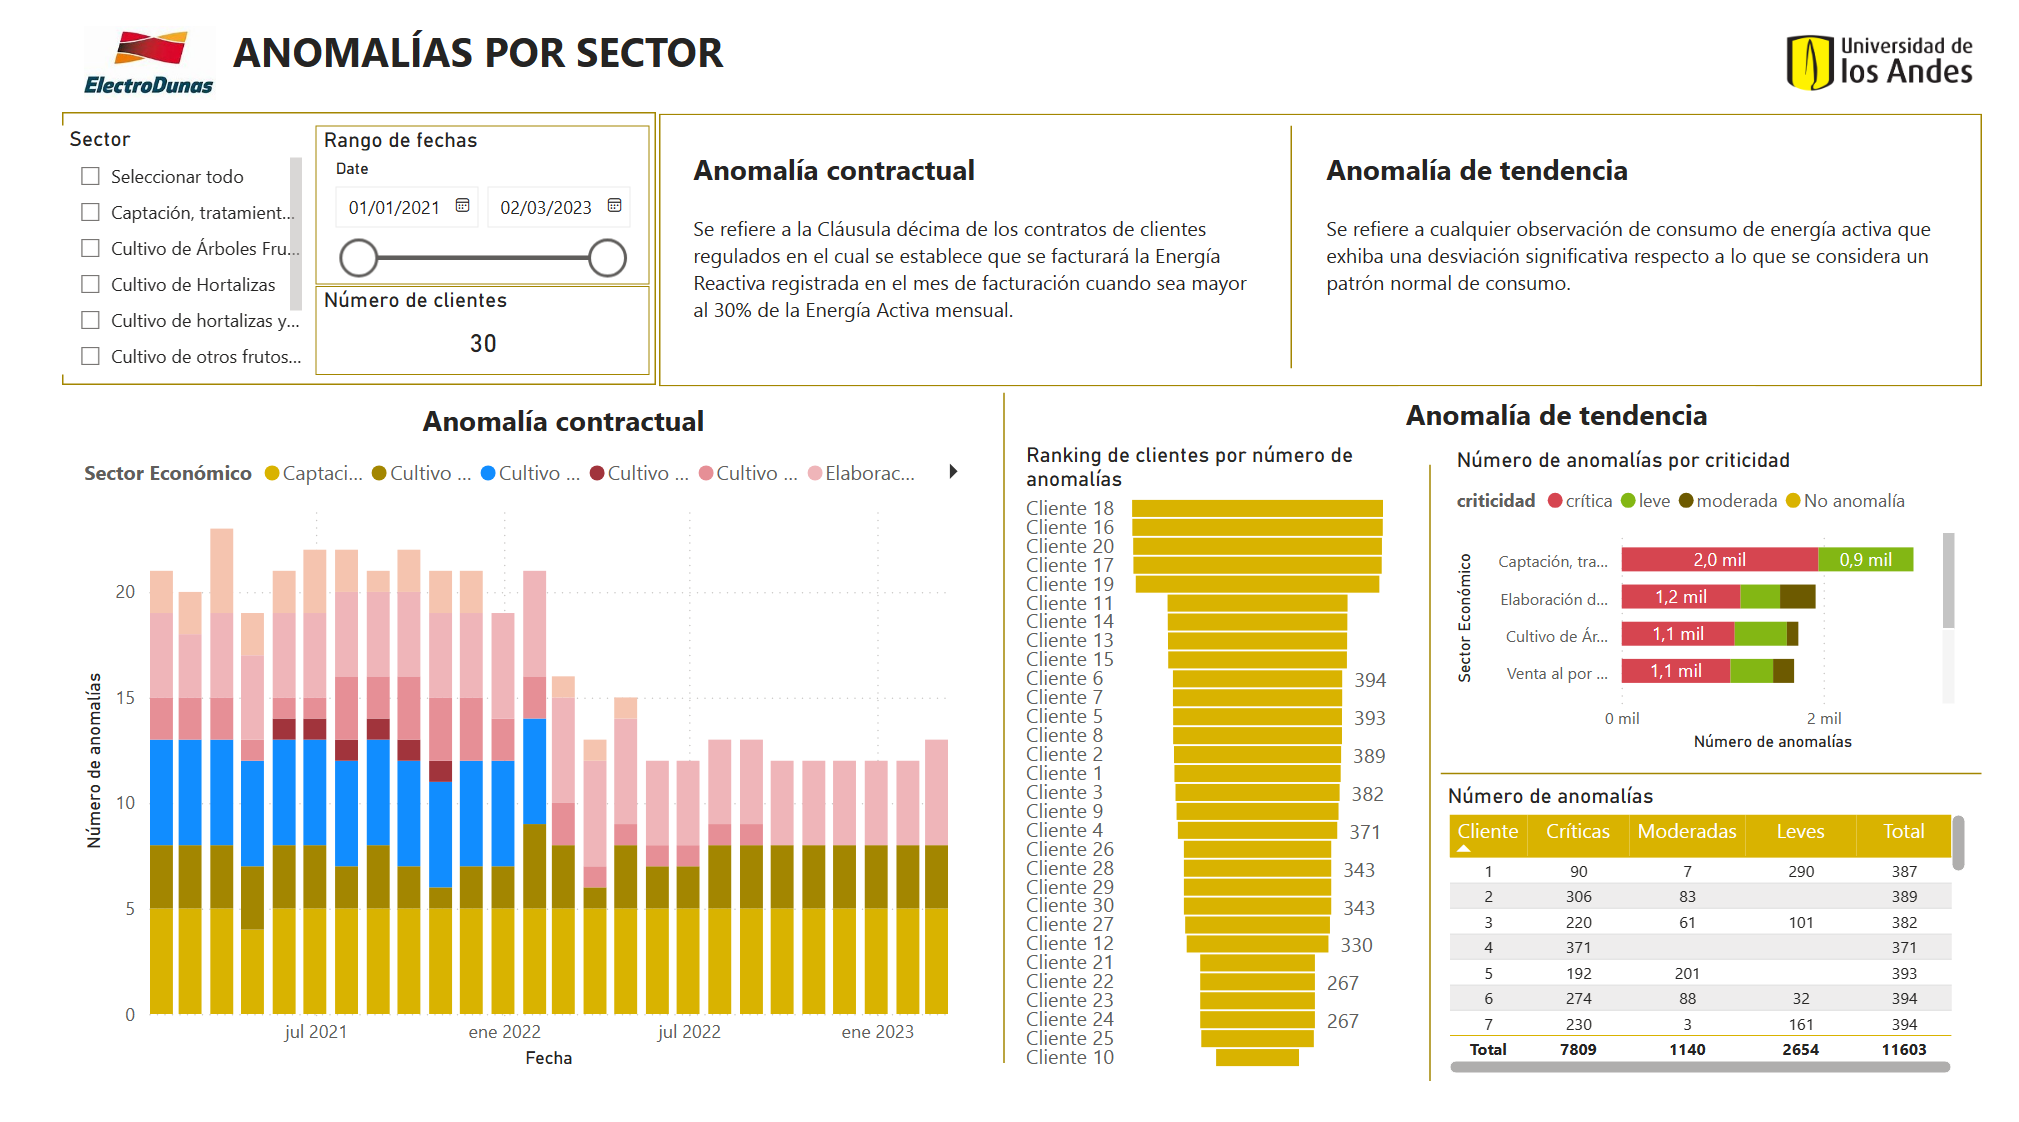 ElectroDunas
ANOMALÍAS POR SECTOR
Universidad de
los Andes
Sector
Seleccionar todo
Captación, tratamient...
Cultivo de Árboles Fru...
Cultivo de Hortalizas
Cultivo de hortalizas y...
Cultivo de otros frutos...
Rango de fechas
Date
01/01/2021
02/03/2023
Número de clientes
30
Anomalía contractual
Se refiere a la Cláusula décima de los contratos de clientes
regulados en el cual se establece que se facturará la Energía
Reactiva registrada en el mes de facturación cuando sea mayor
al 30% de la Energía Activa mensual.
Anomalía de tendencia
Se refiere a cualquier observación de consumo de energía activa que
exhiba una desviación significativa respecto a lo que se considera un
patrón normal de consumo.
Anomalía contractual
Sector Económico Captaci... Cultivo ... Cultivo ... Cultivo ... Cultivo ... Elaborac...
Número de anomalías
20
15
10
5
0
jul 2021 ene 2022 jul 2022 ene 2023
Fecha
Anomalía de tendencia
Ranking de clientes por número de
anomalías
Cliente 18
Cliente 16
Cliente 20
Cliente 17
Cliente 19
Cliente 11
Cliente 14
Cliente 13
Cliente 15
Cliente 6 394
Cliente 7
Cliente 5 393
Cliente 8
Cliente 2 389
Cliente 1
Cliente 3 382
Cliente 9
Cliente 4 371
Cliente 26
Cliente 28 343
Cliente 29
Cliente 30 343
Cliente 27
Cliente 12 330
Cliente 21
Cliente 22 267
Cliente 23
Cliente 24 267
Cliente 25
Cliente 10
Número de anomalías por criticidad
criticidad crítica leve moderada No anomalía
Sector Económico
Captación, tra... 2,0 mil 0,9 mil
Elaboración d... 1,2 mil
Cultivo de Ár... 1,1 mil
Venta al por ... 1,1 mil
0 mil 2 mil
Número de anomalías
Número de anomalías
Cliente Críticas Moderadas Leves Total
1 90 7 290 387
2 306 83 389
3 220 61 101 382
4 371 371
5 192 201 393
6 274 88 32 394
7 230 3 161 394
Total 7809 1140 2654 11603